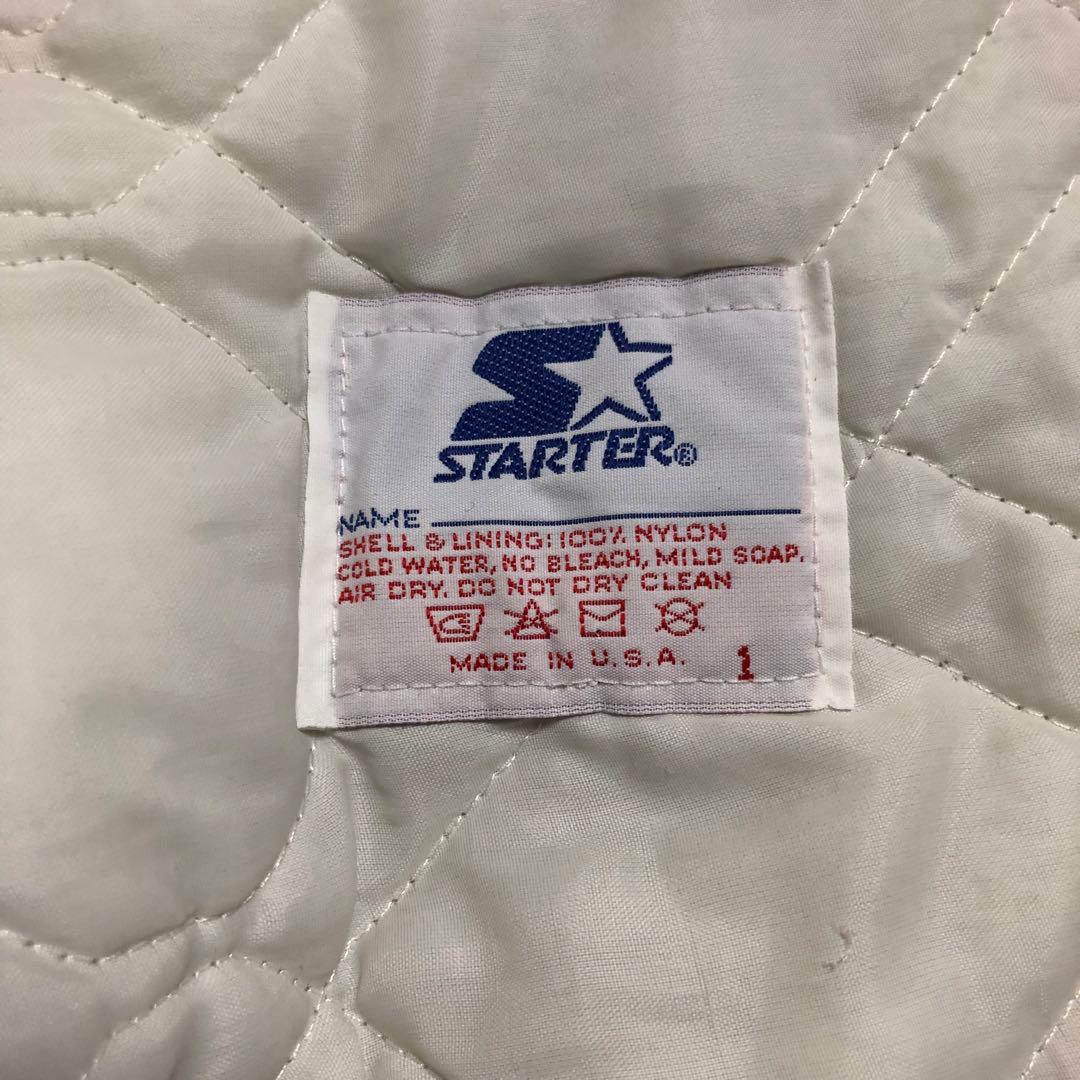 STARTER®
NAME
SHELL & LINING: 100% NYLON
COLD WATER, NO BLEACH, MILD SOAP.
AIR DRY. DO NOT DRY CLEAN
MADE IN U.S.A. 1